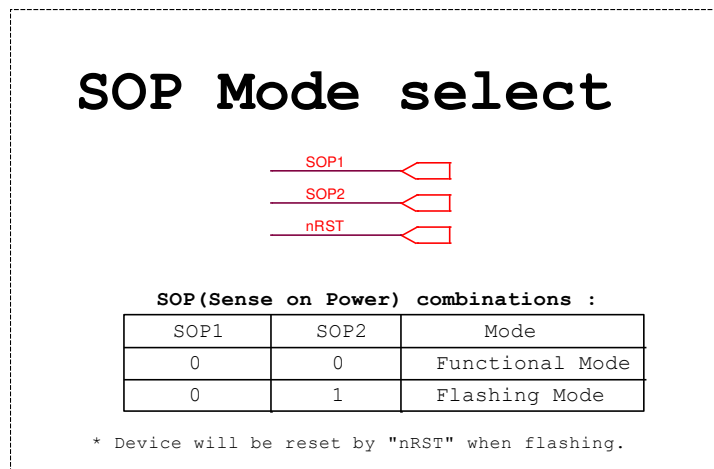 SOP Mode select
SOP1
SOP2
nRST
SOP(Sense on Power) combinations :
SOP1 SOP2 Mode
0 0 Functional Mode
0 1 Flashing Mode
* Device will be reset by "nRST" when flashing.